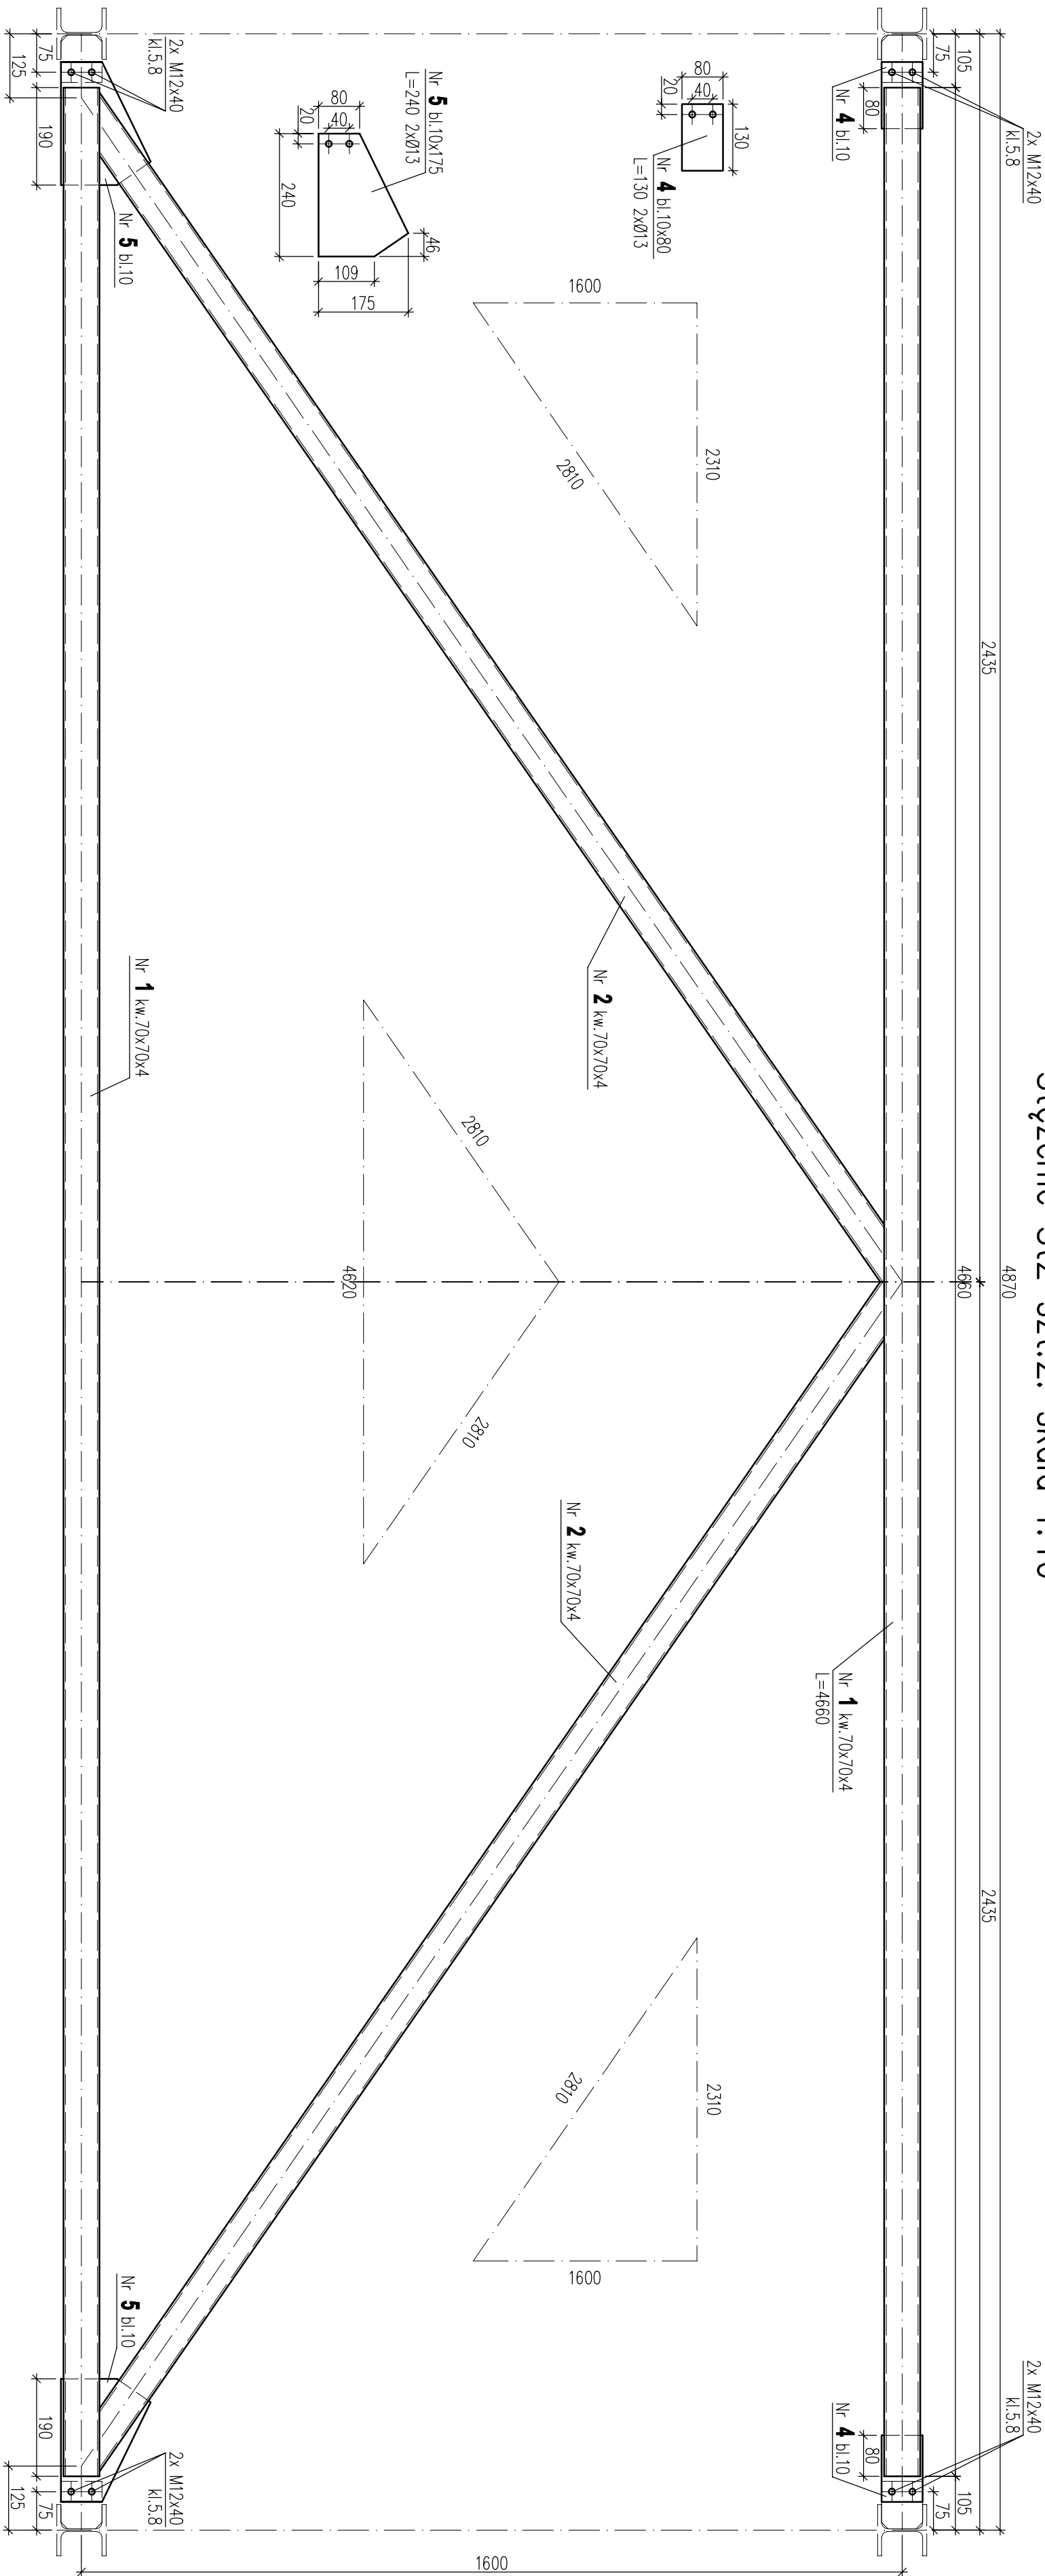 4870
2x M12x40
kl.5.8
2x M12x40
kl.5.8
2435
2435
105
4660
105
75
75
80
80
Nr 4 bl.10
Nr 4 bl.10
Nr 1 kw.70x70x4
L=4660
130
80
40
20
Nr 4 bl.10x80
L=130 2xØ13
2310
1600
2810
2310
1600
2810
Nr 2 kw.70x70x4
Nr 2 kw.70x70x4
2810
2810
4620
Nr 5 bl.10x175
L=240 2xØ13
80
40
20
46
109
175
240
2x M12x40
kl.5.8
2x M12x40
kl.5.8
Nr 5 bl.10
Nr 1 kw.70x70x4
Nr 5 bl.10
1600
75
190
190
75
125
125